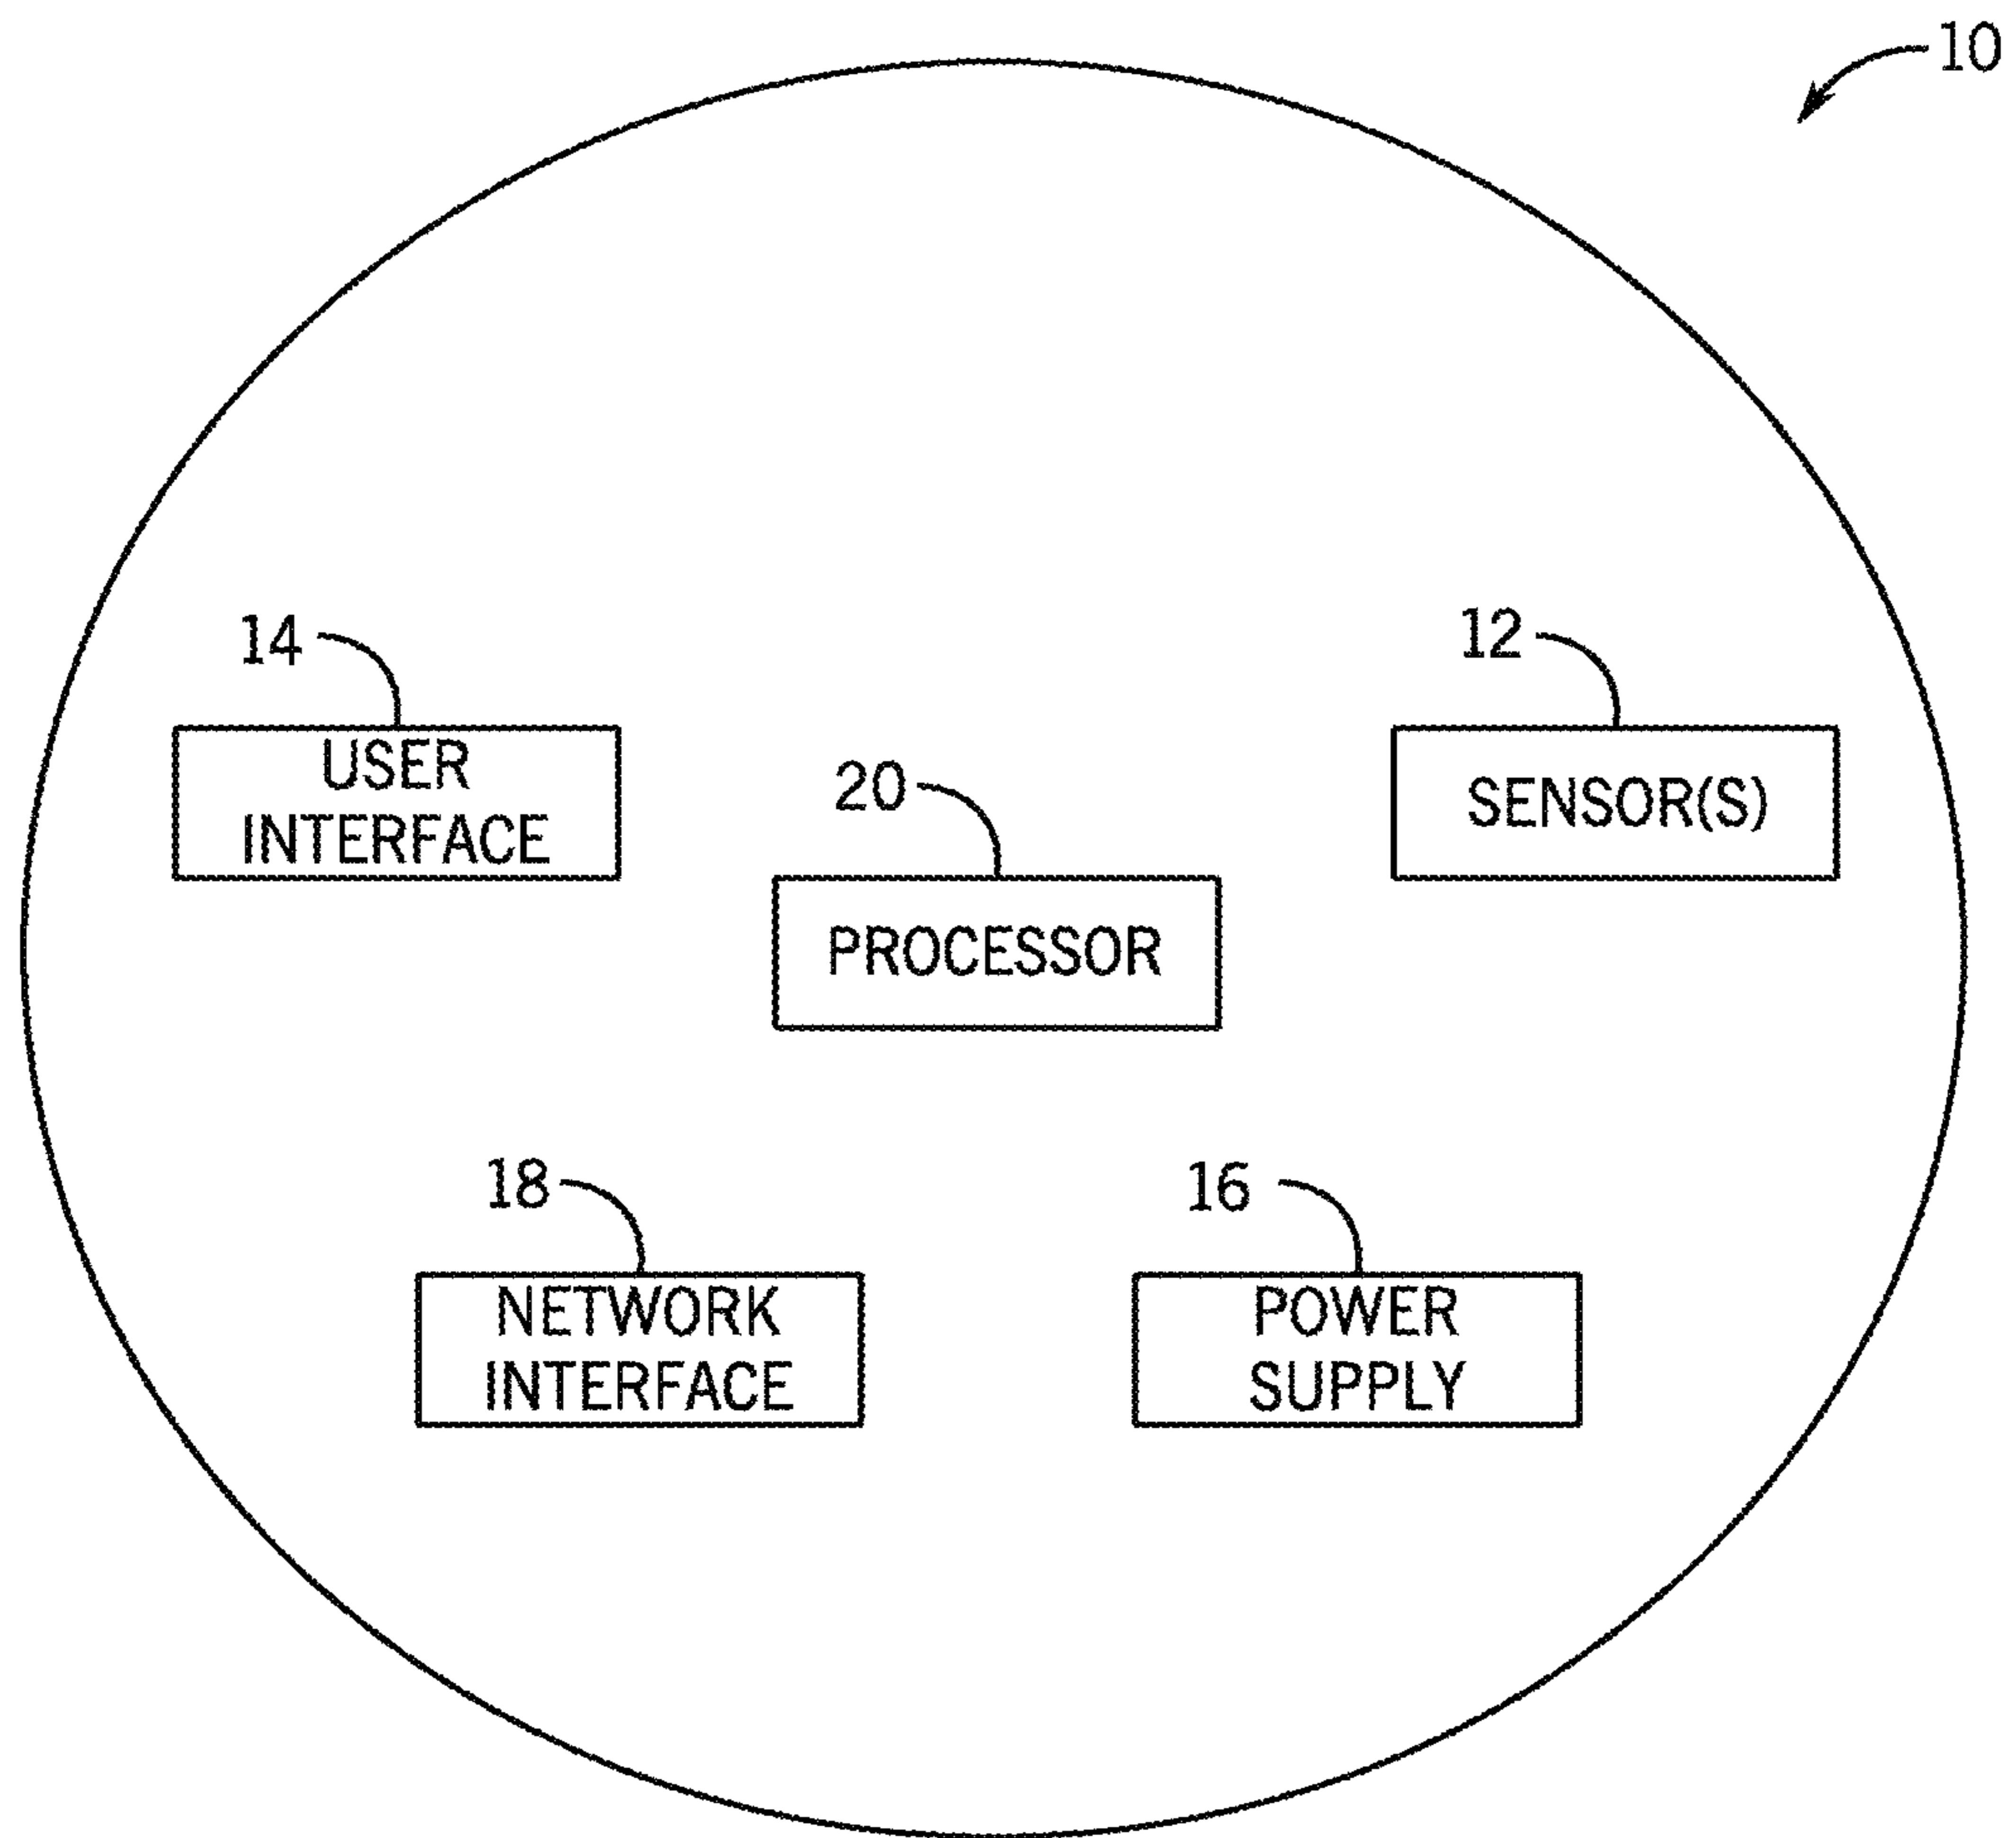 10
14
12
USER
INTERFACE
SENSOR(S)
20
PROCESSOR
18
16
NETWORK
INTERFACE
POWER
SUPPLY